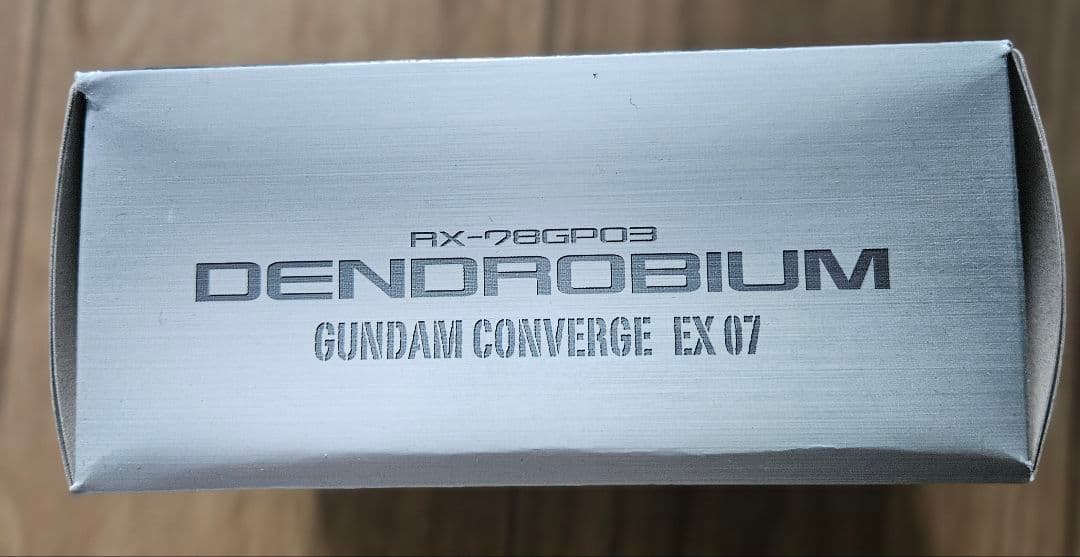 RX-78GP03
DENDROBIUM
GUNDAM CONVERGE EX 07